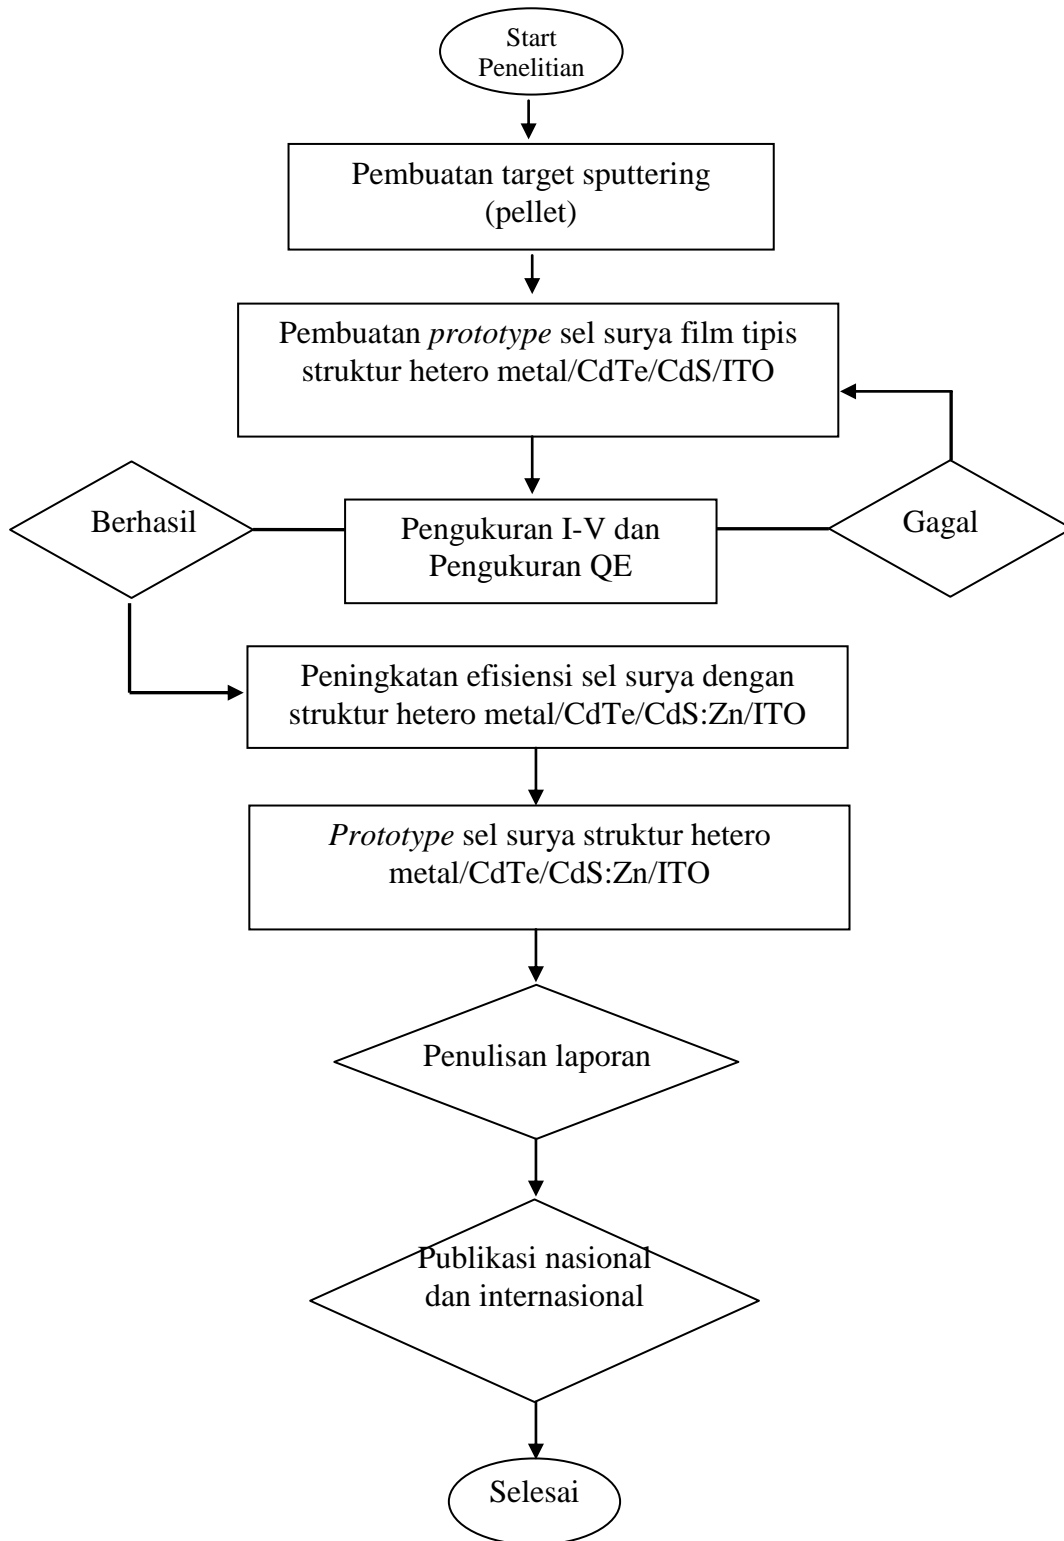 Start
Penelitian
Pembuatan target sputtering
(pellet)
Pembuatan prototype sel surya film tipis
struktur hetero metal/CdTe/CdS/ITO
Berhasil
Pengukuran I-V dan
Pengukuran QE
Gagal
Peningkatan efisiensi sel surya dengan
struktur hetero metal/CdTe/CdS:Zn/ITO
Prototype sel surya struktur hetero
metal/CdTe/CdS:Zn/ITO
Penulisan laporan
Publikasi nasional
dan internasional
Selesai